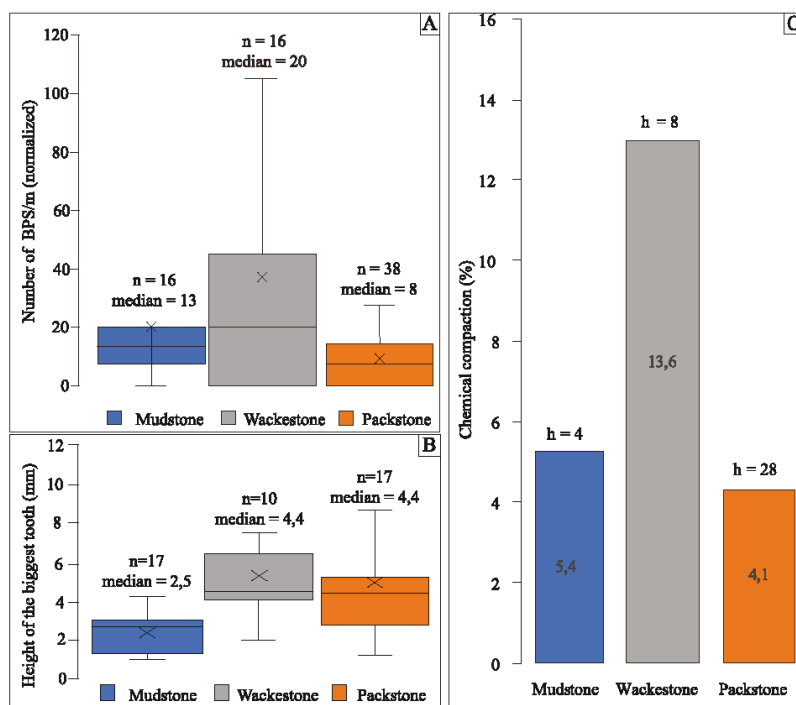 A
Number of BPS/m (normalized)
120
100
80
60
40
20
0
n = 16
median = 13
n = 16
median = 20
n = 38
median = 8
Mudstone Wackestone Packstone
B
Height of the biggest tooth (mm)
12
10
8
6
4
2
0
n=17
median = 2,5
n=10
median = 4,4
n=17
median = 4,4
Mudstone Wackestone Packstone
C
Chemical compaction (%)
16
14
12
10
8
6
4
2
0
h = 4
5,4
h = 8
13,6
h = 28
4,1
Mudstone Wackestone Packstone